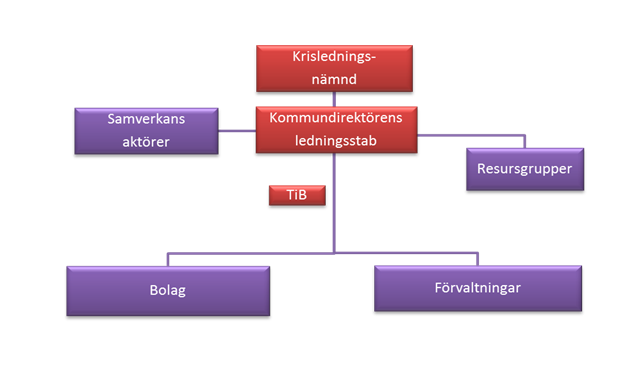 Krislednings-
nämnd
Samverkans
aktörer
Kommundirektörens
ledningsstab
Resursgrupper
TiB
Bolag
Förvaltningar